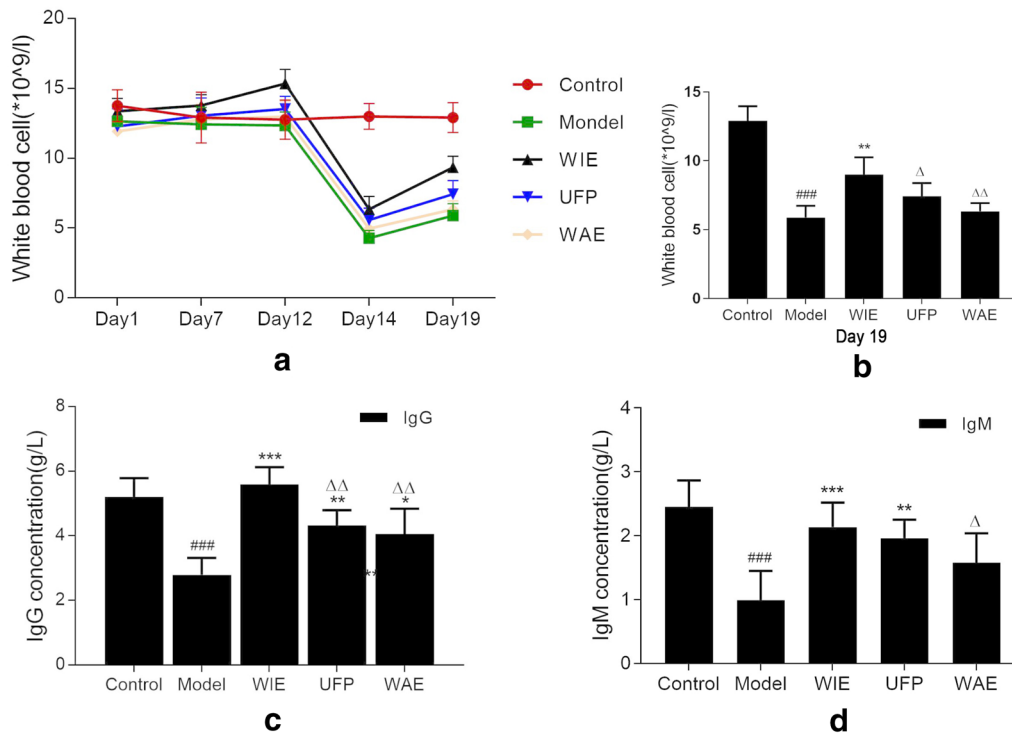 White blood cell(*10^9/l)
20
15
10
5
0
Day1 Day7 Day12 Day14 Day19
Control
Mondel
WIE
UFP
WAE
a
White blood cell(*10^9/l)
15
10
5
0
###
**
Δ
ΔΔ
Control Model WIE UFP WAE
Day 19
b
IgG concentration(g/L)
8
6
4
2
0
IgG
###
***
ΔΔ
**
ΔΔ
*
**
Control Model WIE UFP WAE
c
IgM concentration(g/L)
4
3
2
1
0
IgM
###
***
**
Δ
Control Model WIE UFP WAE
d